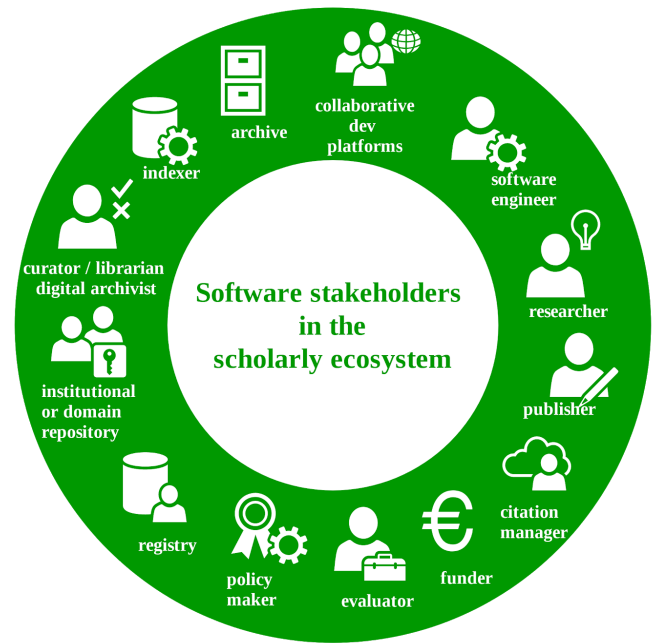 collaborative
dev
platforms
archive
indexer
software
engineer
curator / librarian
digital archivist
Software stakeholders
in the
scholarly ecosystem
researcher
institutional
or domain
repository
publisher
citation
manager
registry
policy
maker
evaluator
funder
€